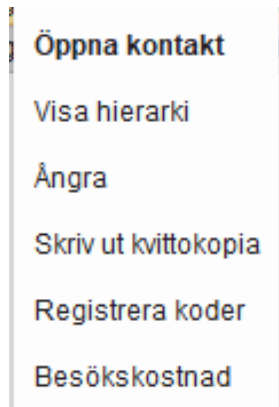 Öppna kontakt
Visa hierarki
Ångra
Skriv ut kvittokopia
Registrera koder
Besökskostnad